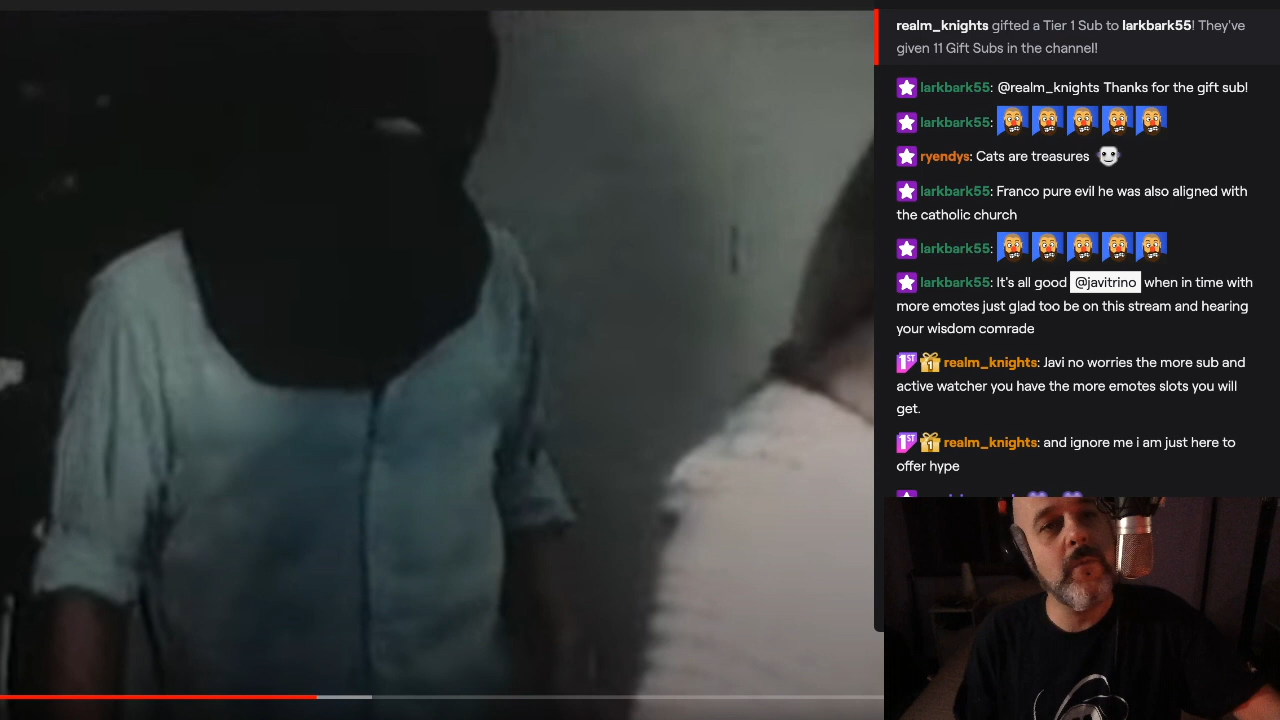 realm_knights gifted a Tier 1 Sub to larkbark55! They've
given 11 Gift Subs in the channel!
larkbark55: @realm_knights Thanks for the gift sub!
larkbark55:
ryendys: Cats are treasures
larkbark55: Franco pure evil he was also aligned with
the catholic church
larkbark55:
larkbark55: It's all good @javitrino when in time with
more emotes just glad too be on this stream and hearing
your wisdom comrade
1ST 1 realm_knights: Javi no worries the more sub and
active watcher you have the more emotes slots you will
get.
1ST 1 realm_knights: and ignore me i am just here to
offer hype